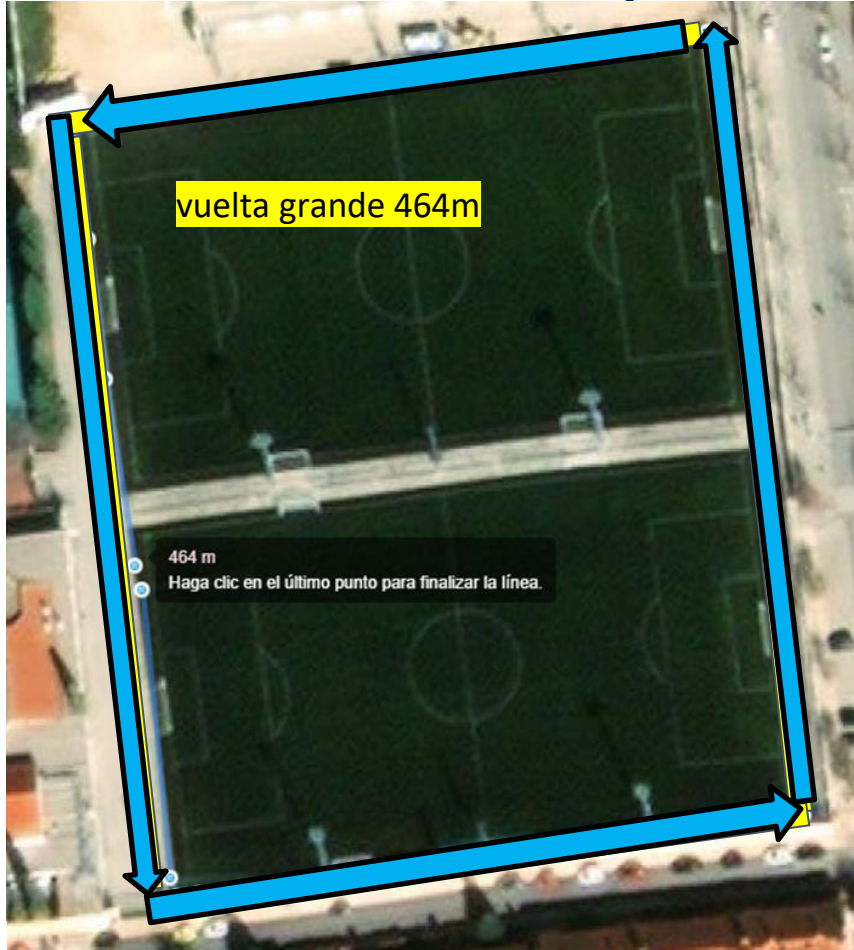 vuelta grande 464m
464 m
Haga clic en el último punto para finalizar la línea.